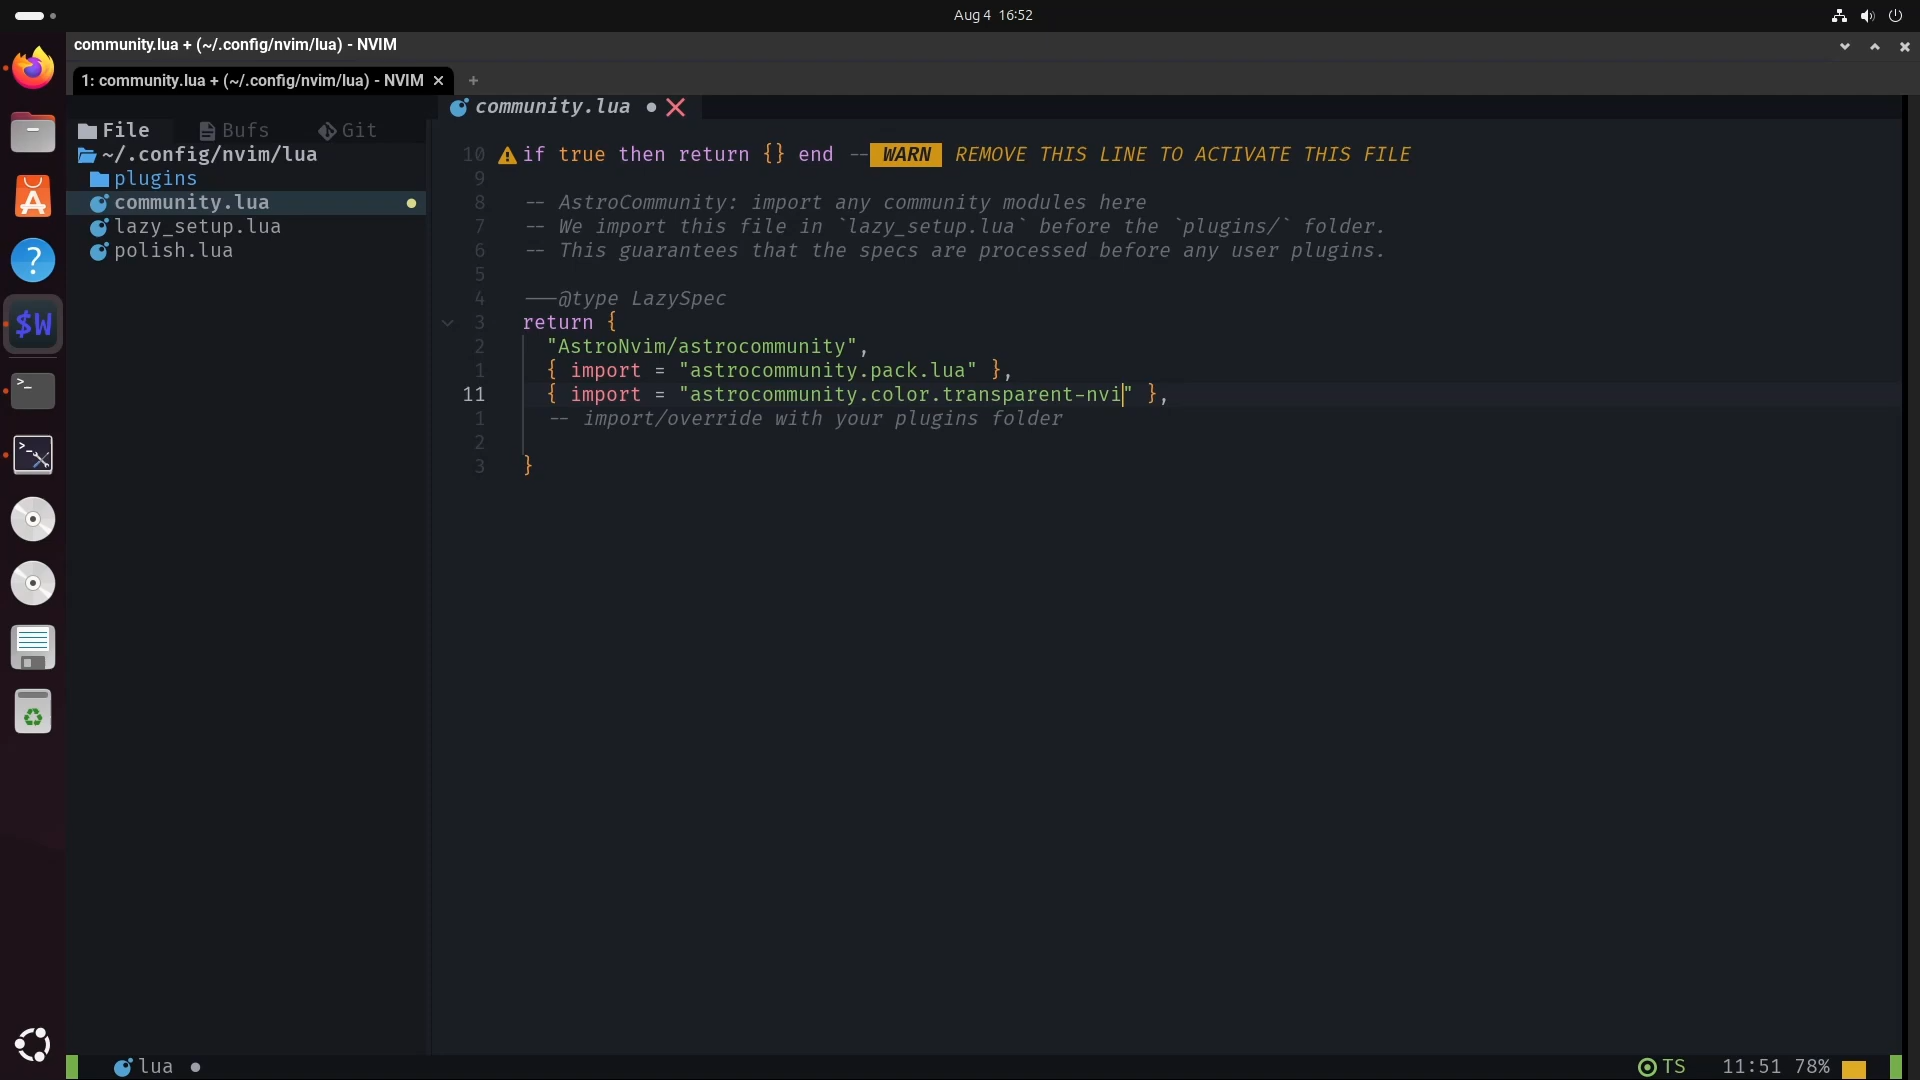 Aug 4 16:52
community.lua + (~/.config/nvim/lua) - NVIM
1: community.lua + (~/.config/nvim/lua) - NVIM
community.lua
File Bufs Git
~/.config/nvim/lua
plugins
community.lua
lazy_setup.lua
polish.lua
10 if true then return {} end -- WARN REMOVE THIS LINE TO ACTIVATE THIS FILE
9
8 -- AstroCommunity: import any community modules here
7 -- We import this file in `lazy_setup.lua` before the `plugins/` folder.
6 -- This guarantees that the specs are processed before any user plugins.
5
4 ---@type LazySpec
3 return {
2 "AstroNvim/astrocommunity",
1 { import = "astrocommunity.pack.lua" },
11 { import = "astrocommunity.color.transparent-nvi" },
1 -- import/override with your plugins folder
2
3 }
$W
lua
TS 11:51 78%